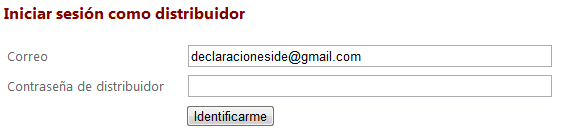 Iniciar sesión como distribuidor
Correo declaracioneside@gmail.com
Contraseña de distribuidor
Identificarme